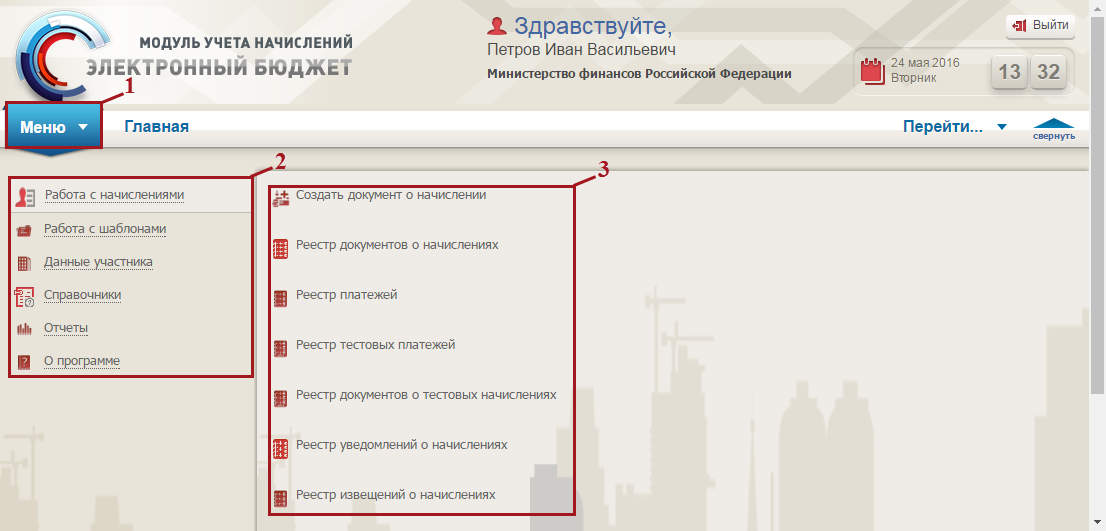 МОДУЛЬ УЧЕТА НАЧИСЛЕНИЙ
ЭЛЕКТРОННЫЙ БЮДЖЕТ
Здравствуйте,
Петров Иван Васильевич
Министерство финансов Российской Федерации
Выйти
24 мая 2016
Вторник
13 32
1
Меню
Главная
Перейти...
свернуть
2
Работа с начислениями
Работа с шаблонами
Данные участника
Справочники
Отчеты
О программе
3
Создать документ о начислении
Реестр документов о начислениях
Реестр платежей
Реестр тестовых платежей
Реестр документов о тестовых начислениях
Реестр уведомлений о начислениях
Реестр извещений о начислениях